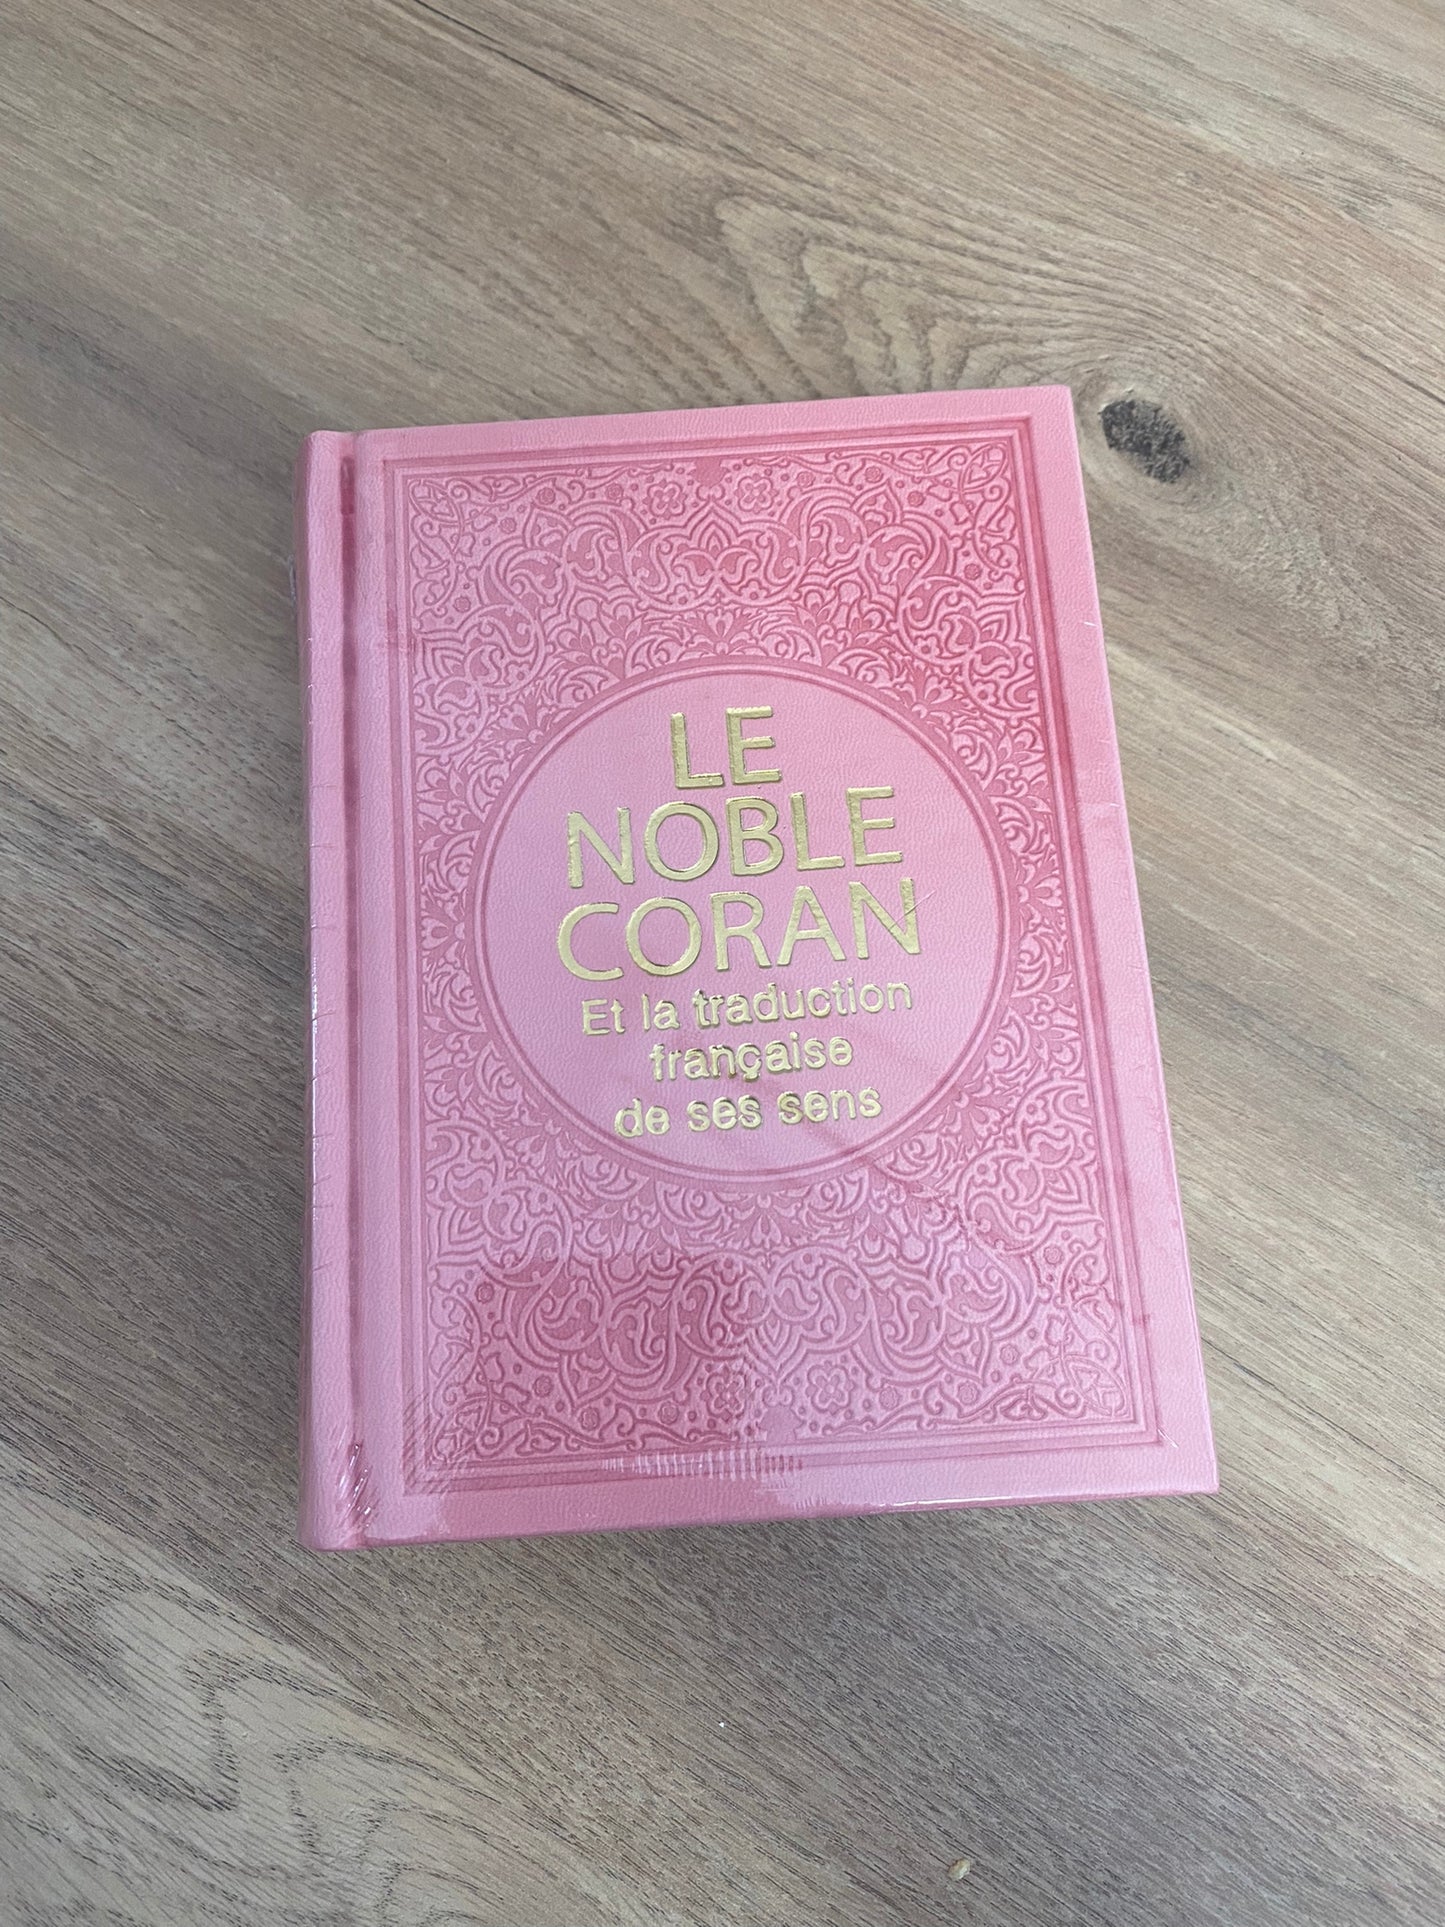 LE
NOBLE
CORAN
Et la traduction
française
de ses sens